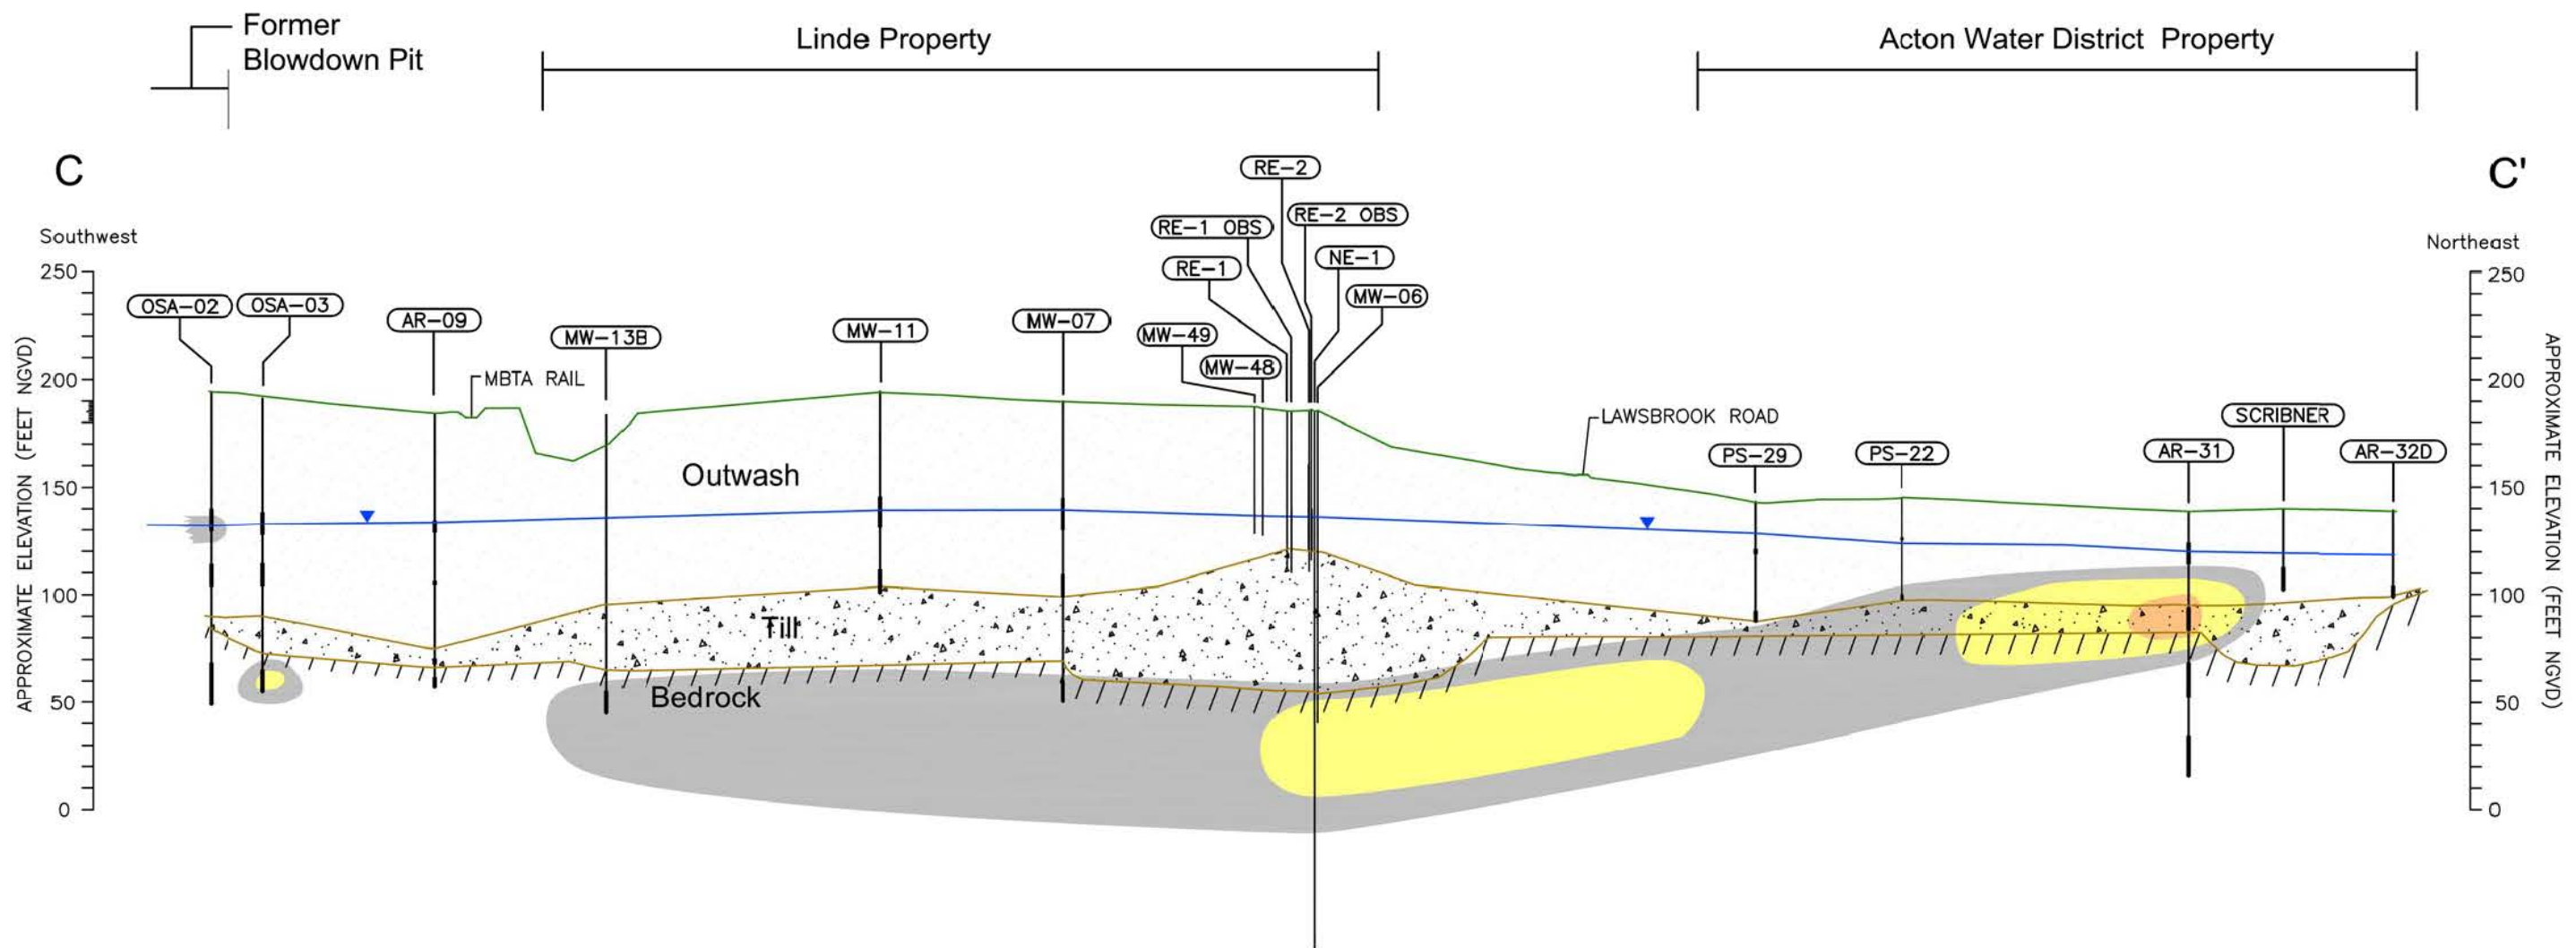 Former
Blowdown Pit
Linde Property
Acton Water District Property
C
C'
Southwest
Northeast
RE-2
RE-1 OBS
RE-2 OBS
RE-1
NE-1
MW-06
OSA-02
OSA-03
AR-09
MW-13B
MW-11
MW-07
MW-49
MW-48
MBTA RAIL
LAWSBROOK ROAD
PS-29
PS-22
AR-31
SCRIBNER
AR-32D
Outwash
Till
Bedrock
APPROXIMATE ELEVATION (FEET NGVD)
250
200
150
100
50
0
250
200
150
100
50
0
APPROXIMATE ELEVATION (FEET NGVD)